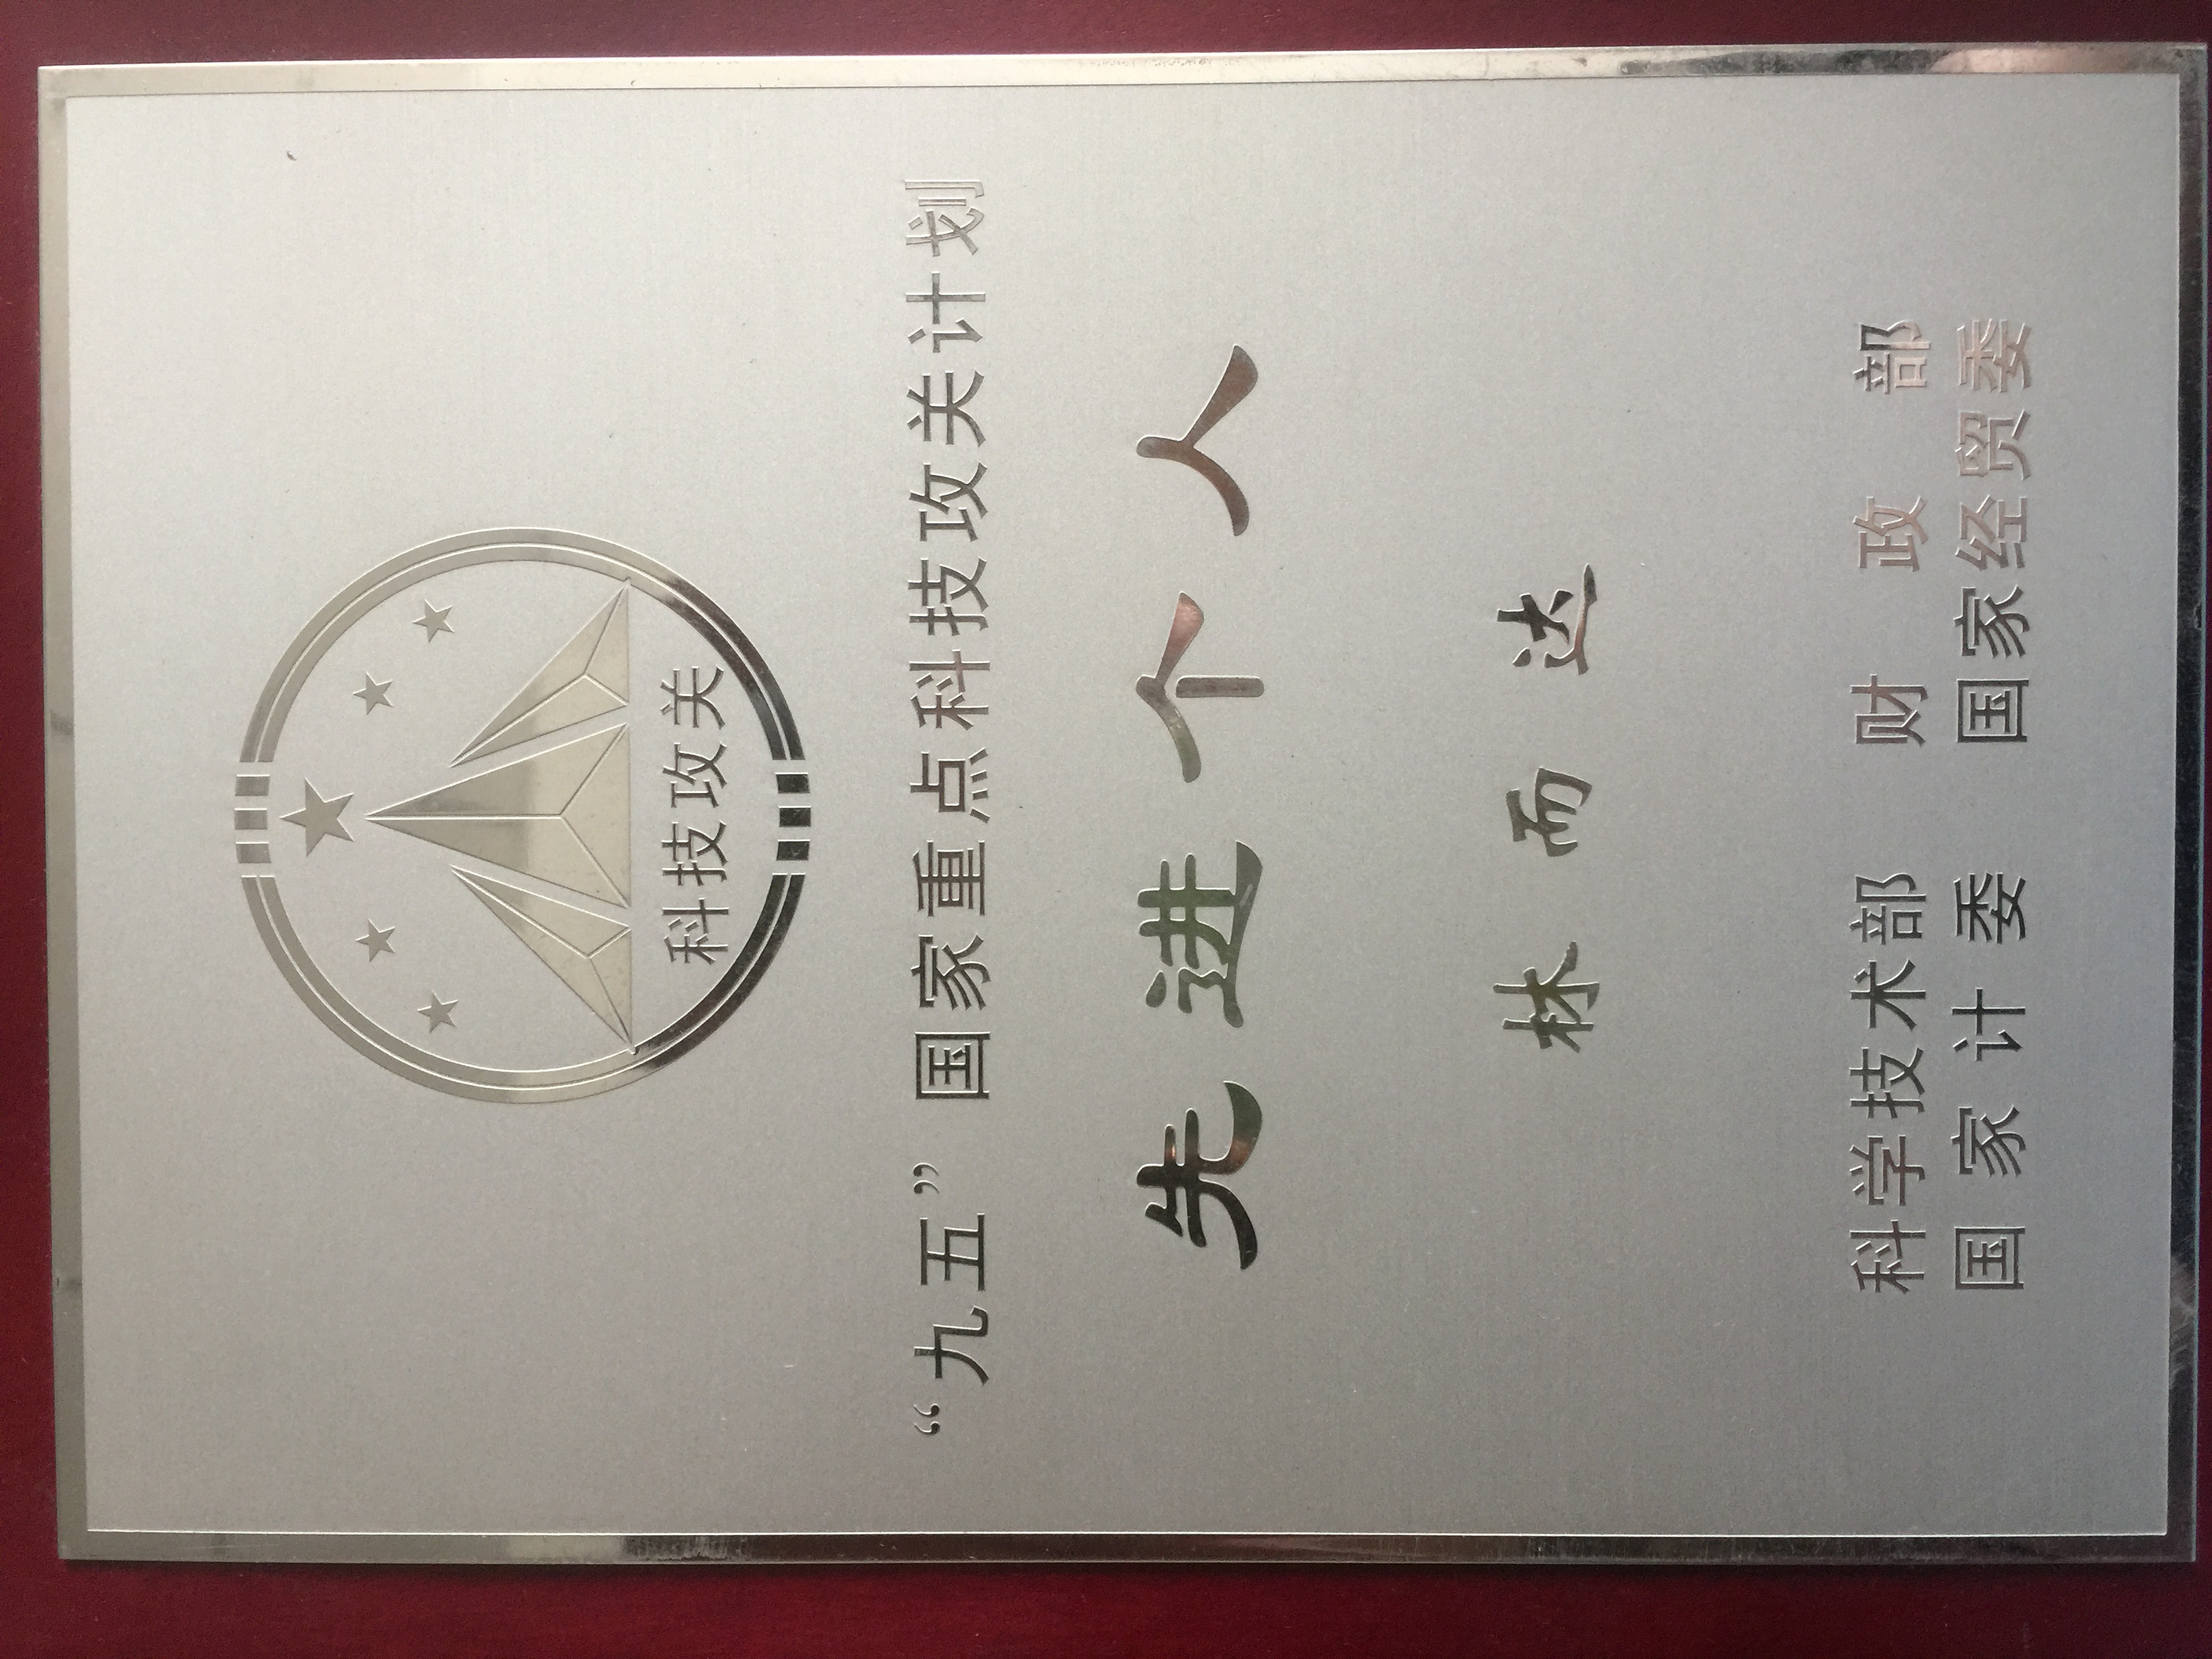 科技攻关
“九五”国家重点科技攻关计划
先进个人
林而达
科学技术部 财政部
国家计委 国家经贸委